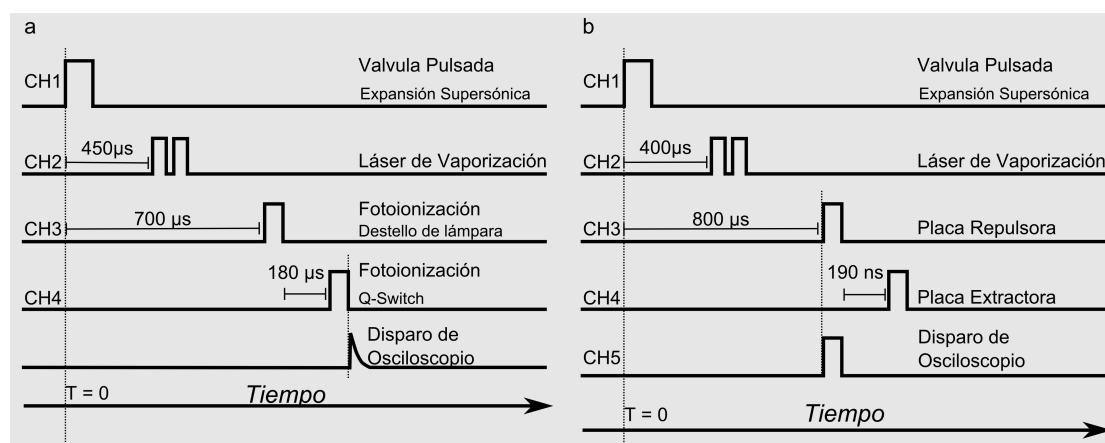 a
CH1
Valvula Pulsada
Expansión Supersónica
450µs
CH2
Láser de Vaporización
700 µs
CH3
Fotoionización
Destello de lámpara
180 µs
CH4
Fotoionización
Q-Switch
Disparo de
Osciloscopio
T = 0
Tiempo
b
CH1
Valvula Pulsada
Expansión Supersónica
400µs
CH2
Láser de Vaporización
800 µs
CH3
Placa Repulsora
190 ns
CH4
Placa Extractora
CH5
Disparo de
Osciloscopio
T = 0
Tiempo